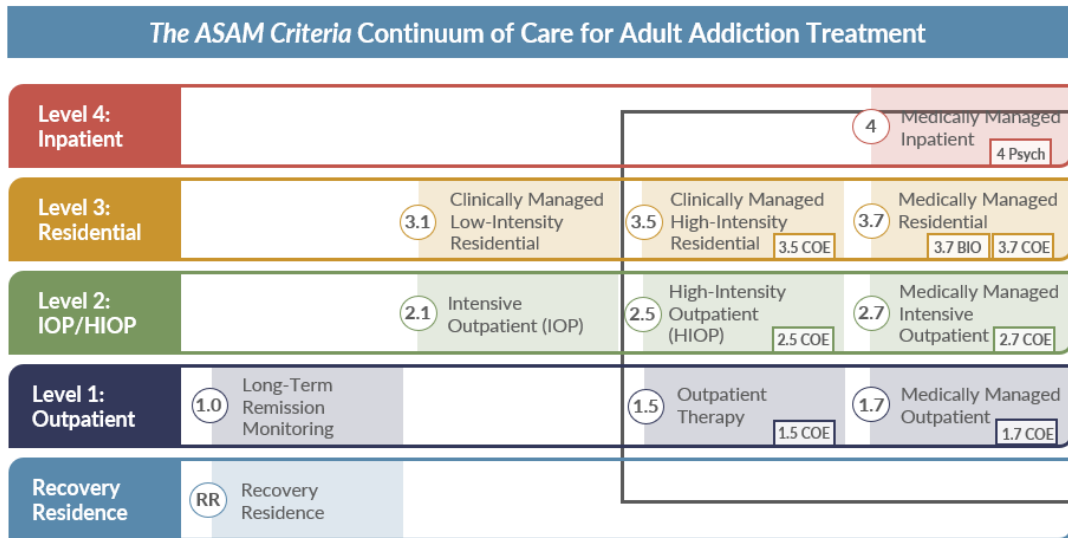 The ASAM Criteria Continuum of Care for Adult Addiction Treatment
Level 4:
Inpatient
4
Medically Managed
Inpatient
4 Psych
Level 3:
Residential
3.1
Clinically Managed
Low-Intensity
Residential
3.5
Clinically Managed
High-Intensity
Residential
3.5 COE
3.7
Medically Managed
Residential
3.7 BIO
3.7 COE
Level 2:
IOP/HIOP
2.1
Intensive
Outpatient (IOP)
2.5
High-Intensity
Outpatient
(HIOP)
2.5 COE
2.7
Medically Managed
Intensive
Outpatient
2.7 COE
Level 1:
Outpatient
1.0
Long-Term
Remission
Monitoring
1.5
Outpatient
Therapy
1.5 COE
1.7
Medically Managed
Outpatient
1.7 COE
Recovery
Residence
RR
Recovery
Residence